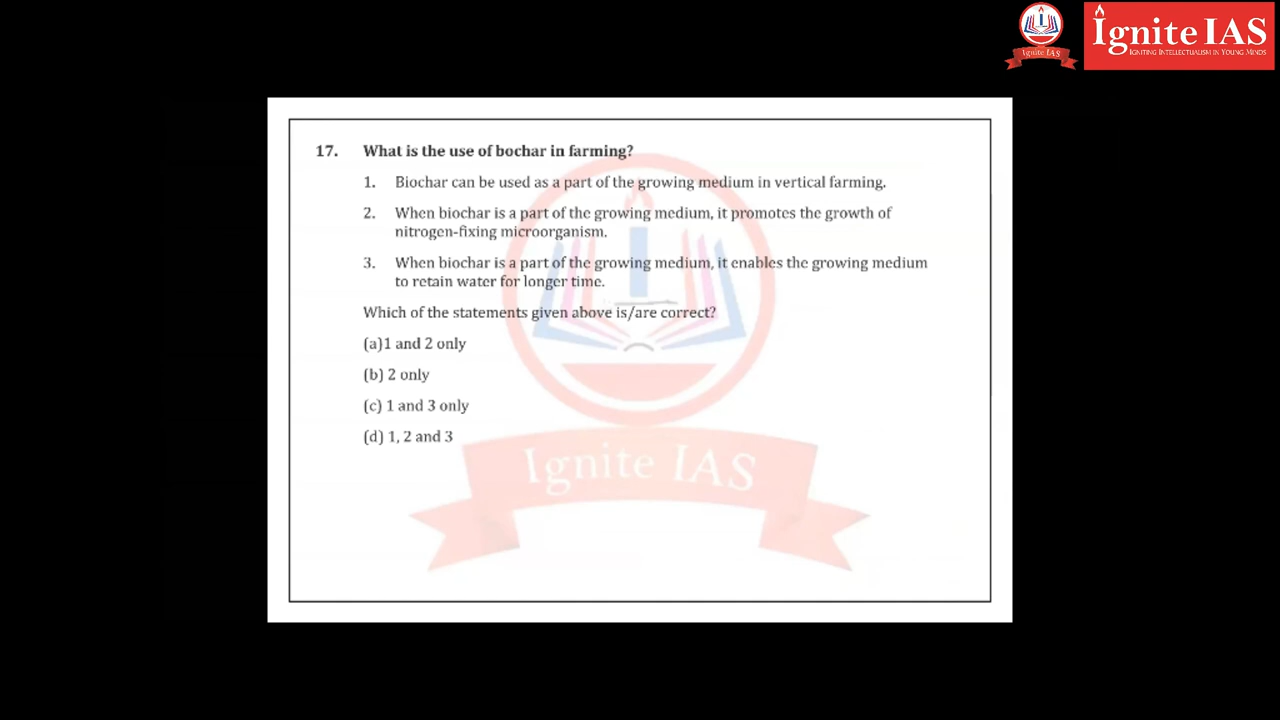 Ignite IAS
Ignite IAS
IGNITING INTELLECTUALISM IN YOUNG MINDS
17. What is the use of bochar in farming?
1. Biochar can be used as a part of the growing medium in vertical farming.
2. When biochar is a part of the growing medium, it promotes the growth of
nitrogen-fixing microorganism.
3. When biochar is a part of the growing medium, it enables the growing medium
to retain water for longer time.
Which of the statements given above is/are correct?
(a)1 and 2 only
(b) 2 only
(c) 1 and 3 only
(d) 1, 2 and 3
Ignite IAS